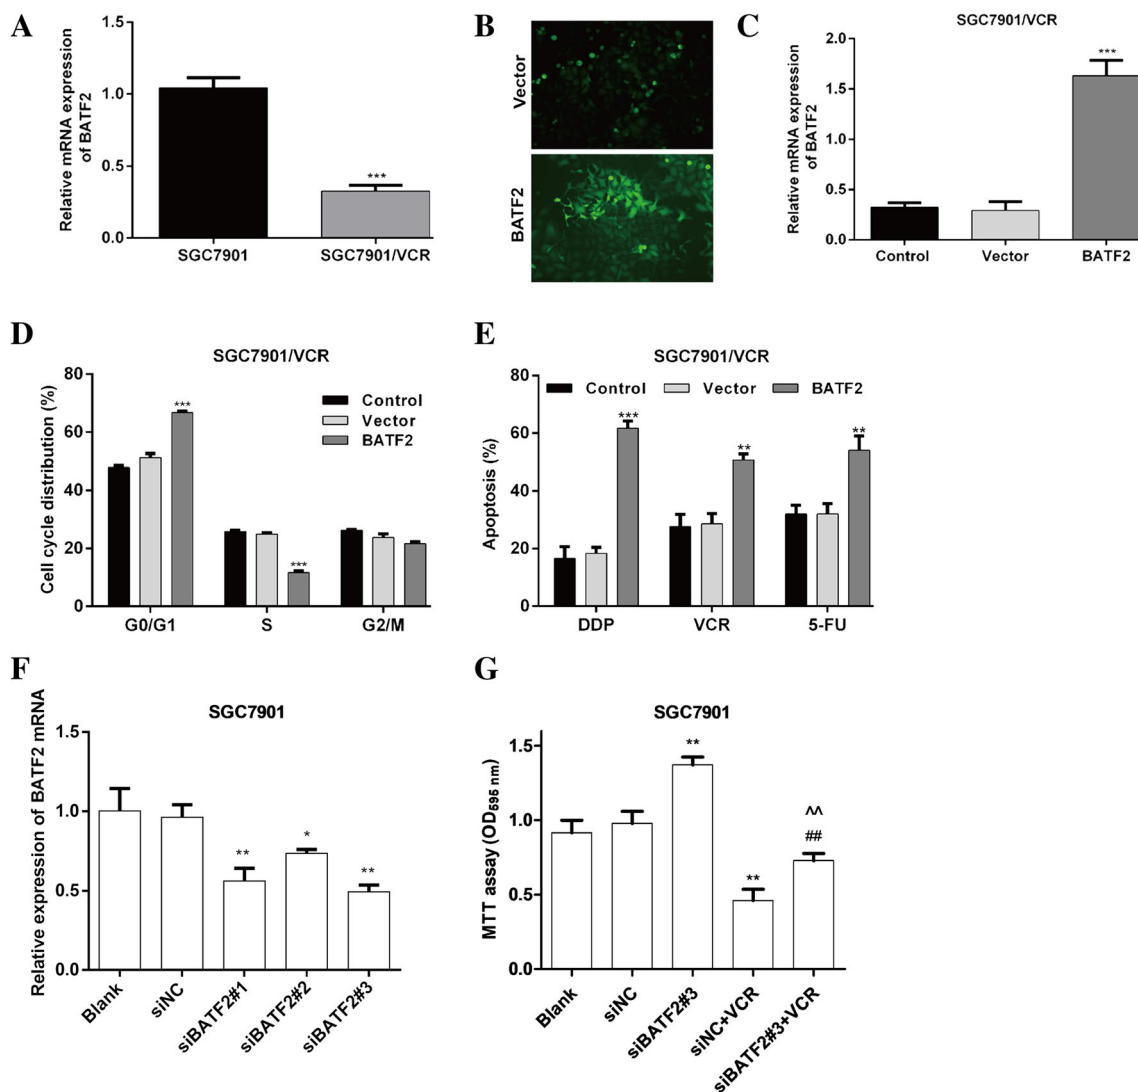 A
Relative mRNA expression
of BATF2
1.5
1.0
0.5
0.0
***
SGC7901
SGC7901/VCR
B
Vector
BATF2
C
SGC7901/VCR
Relative mRNA expression
of BATF2
2.0
1.5
1.0
0.5
0.0
***
Control
Vector
BATF2
D
SGC7901/VCR
Cell cycle distribution (%)
80
60
40
20
0
***
***
Control
Vector
BATF2
G0/G1
S
G2/M
E
SGC7901/VCR
Control
Vector
BATF2
Apoptosis (%)
80
60
40
20
0
***
**
**
DDP
VCR
5-FU
F
SGC7901
Relative expression of BATF2 mRNA
1.5
1.0
0.5
0.0
**
*
**
Blank
siNC
siBATF2#1
siBATF2#2
siBATF2#3
G
SGC7901
MTT assay (OD595 nm)
1.5
1.0
0.5
0.0
**
**
^^
##
Blank
siNC
siBATF2#3
siNC+VCR
siBATF2#3+VCR